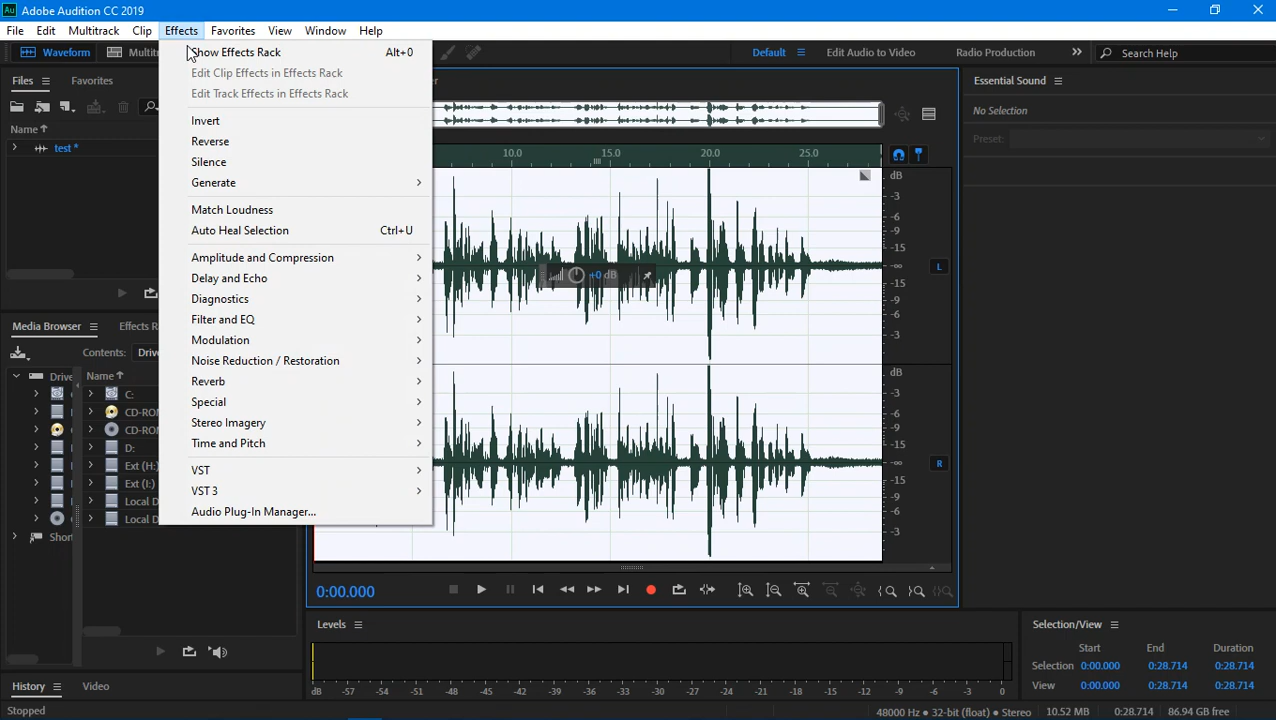 Au Adobe Audition CC 2019
File Edit Multitrack Clip Effects Favorites View Window Help
Waveform Default Edit Audio to Video Radio Production Search Help
Files Favorites
Name
test *
Media Browser Effects
Contents:
Name
C:
D:
Ext (H:)
Ext (I:)
History Video
Stopped
Show Effects Rack Alt+0
Edit Clip Effects in Effects Rack
Edit Track Effects in Effects Rack
Invert
Reverse
Silence
Generate
Match Loudness
Auto Heal Selection Ctrl+U
Amplitude and Compression
Delay and Echo
Diagnostics
Filter and EQ
Modulation
Noise Reduction / Restoration
Reverb
Special
Stereo Imagery
Time and Pitch
VST
VST 3
Audio Plug-In Manager...
10.0 15.0 20.0 25.0
+0 dB
dB
-3
-6
-9
-15
-∞
-15
-9
-6
-3
L
dB
-3
-6
-9
-15
-∞
-15
-9
-6
-3
R
0:00.000
Levels
dB -57 -54 -51 -48 -45 -42 -39 -36 -33 -30 -27 -24 -21 -18 -15 -12 -9 -6 -3 0
Essential Sound
No Selection
Preset:
Selection/View
Start End Duration
Selection 0:00.000 0:28.714 0:28.714
View 0:00.000 0:28.714 0:28.714
48000 Hz ● 32-bit (float) ● Stereo 10.52 MB 0:28.714 86.94 GB free